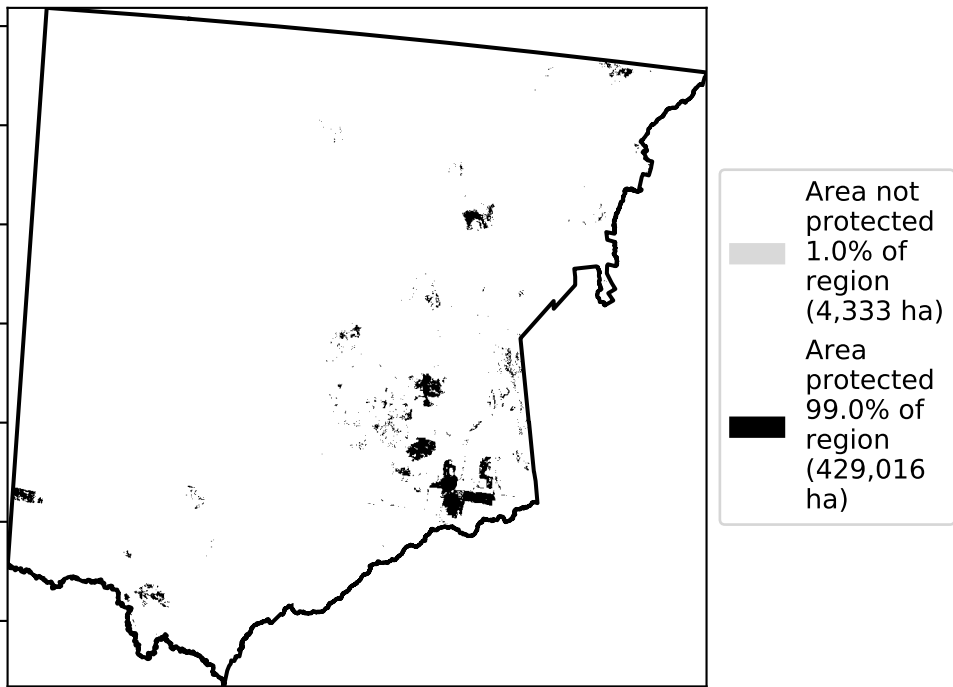 Area not
protected
1.0% of
region
(4,333 ha)
Area
protected
99.0% of
region
(429,016
ha)